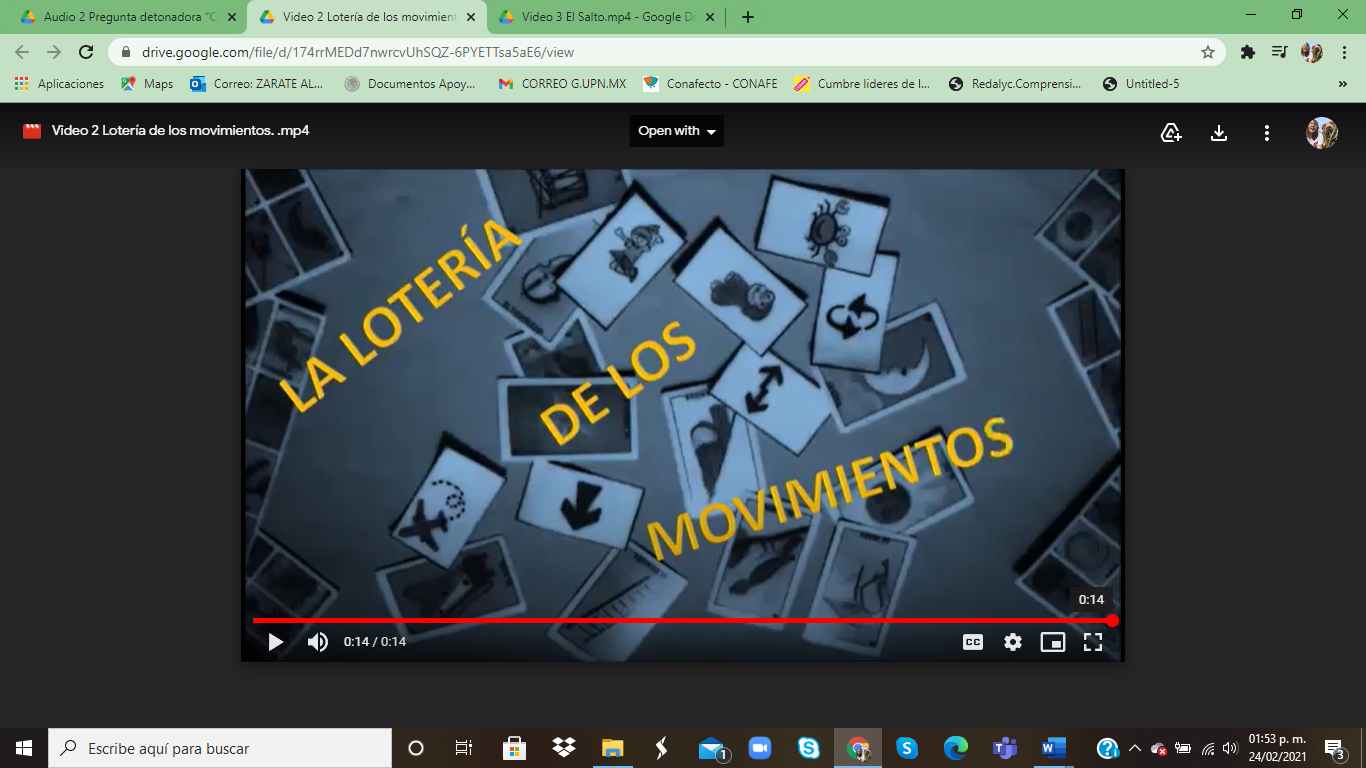 Audio 2 Pregunta detonadora "C
Video 2 Lotería de los movimient
Video 3 El Salto.mp4 - Google D
drive.google.com/file/d/174rrMEDd7nwrcvUhSQZ-6PYETTsa5aE6/view
Aplicaciones
Maps
Correo: ZARATE AL...
Documentos Apoy...
CORREO G.UPN.MX
Conafecto - CONAFE
Cumbre lideres de l...
Redalyc.Comprensi...
Untitled-5
»
Video 2 Lotería de los movimientos. .mp4
Open with
LA LOTERÍA
DE LOS
MOVIMIENTOS
0:14
0:14 / 0:14
CC
Escribe aquí para buscar
1
01:53 p. m.
24/02/2021
3